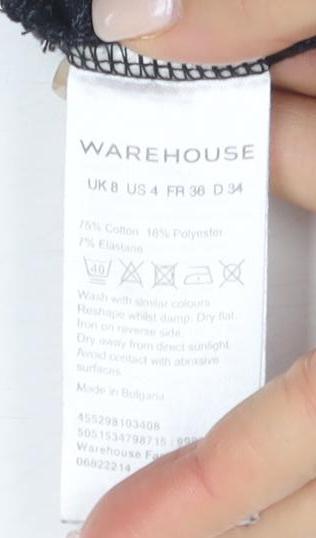 WAREHOUSE
UK 8 US 4 FR 36 D 34
75% Cotton 18% Polyester
7% Elastane
40
Wash with similar colours
Reshape whilst damp. Dry flat.
Iron on reverse side.
Dry away from direct sunlight.
Avoid contact with abrasive
surfaces.
Made in Bulgaria
455298103408
5051534798715
Warehouse
06822214